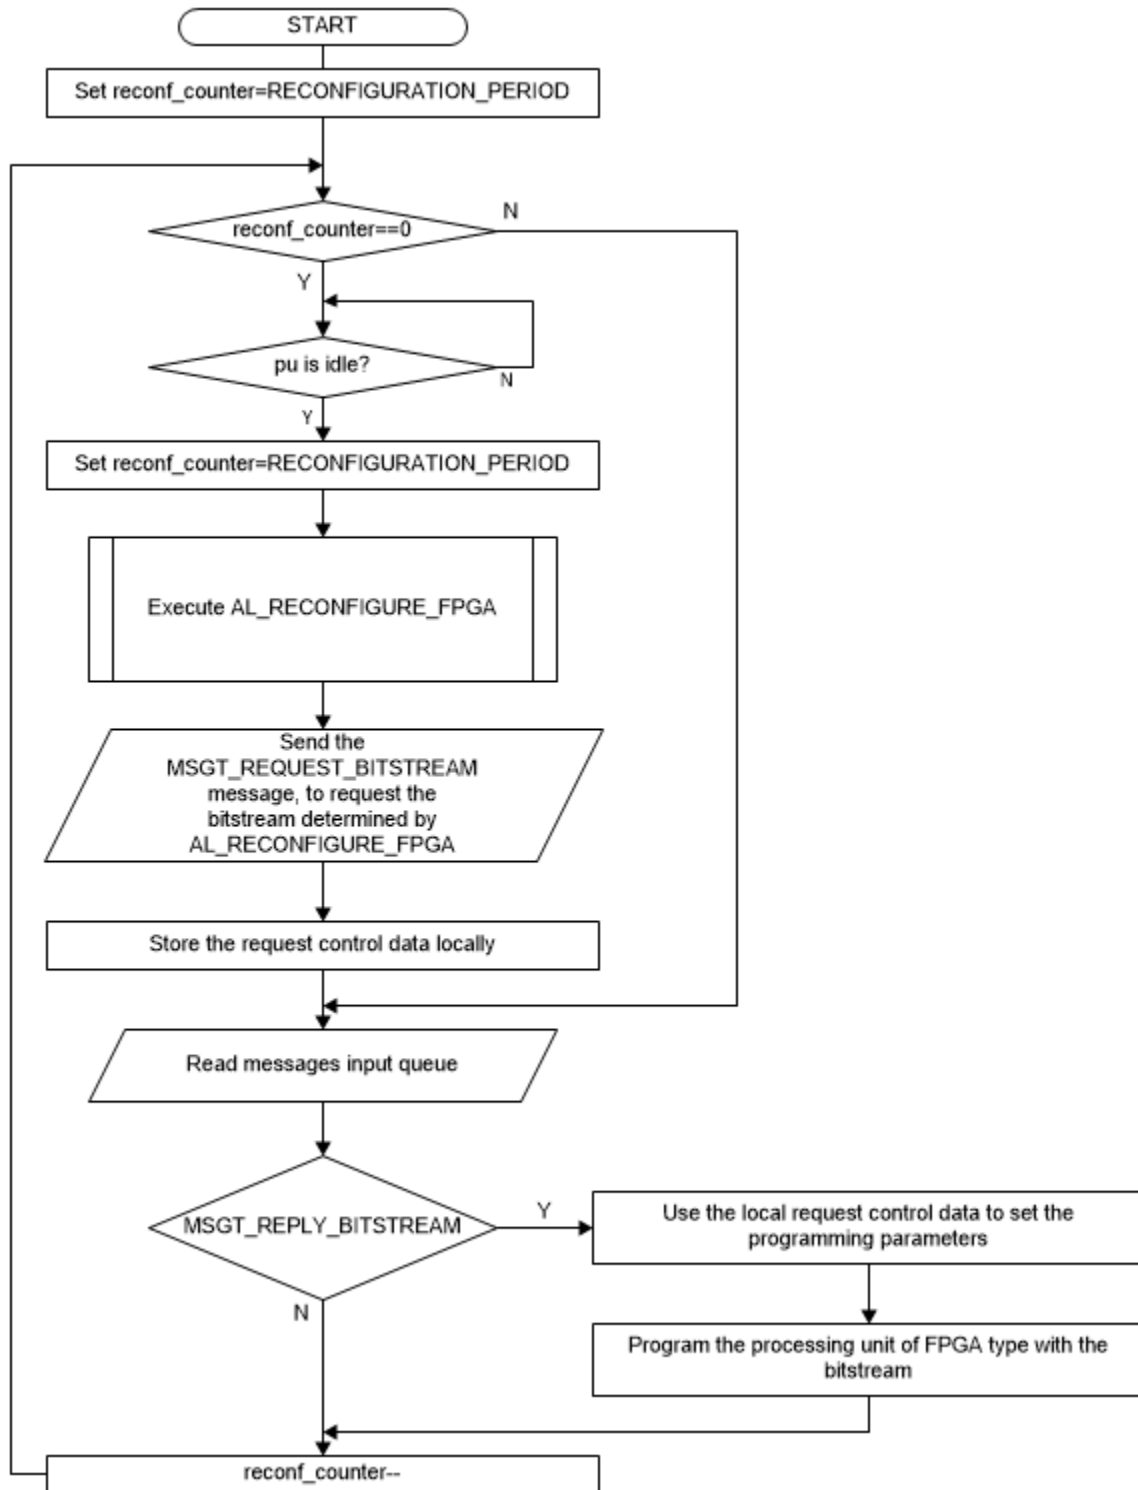 START
Set reconf_counter=RECONFIGURATION_PERIOD
reconf_counter==0
N
Y
pu is idle?
N
Y
Set reconf_counter=RECONFIGURATION_PERIOD
Execute AL_RECONFIGURE_FPGA
Send the
MSGT_REQUEST_BITSTREAM
message, to request the
bitstream determined by
AL_RECONFIGURE_FPGA
Store the request control data locally
Read messages input queue
MSGT_REPLY_BITSTREAM
Y
Use the local request control data to set the
programming parameters
N
Program the processing unit of FPGA type with the
bitstream
reconf_counter--